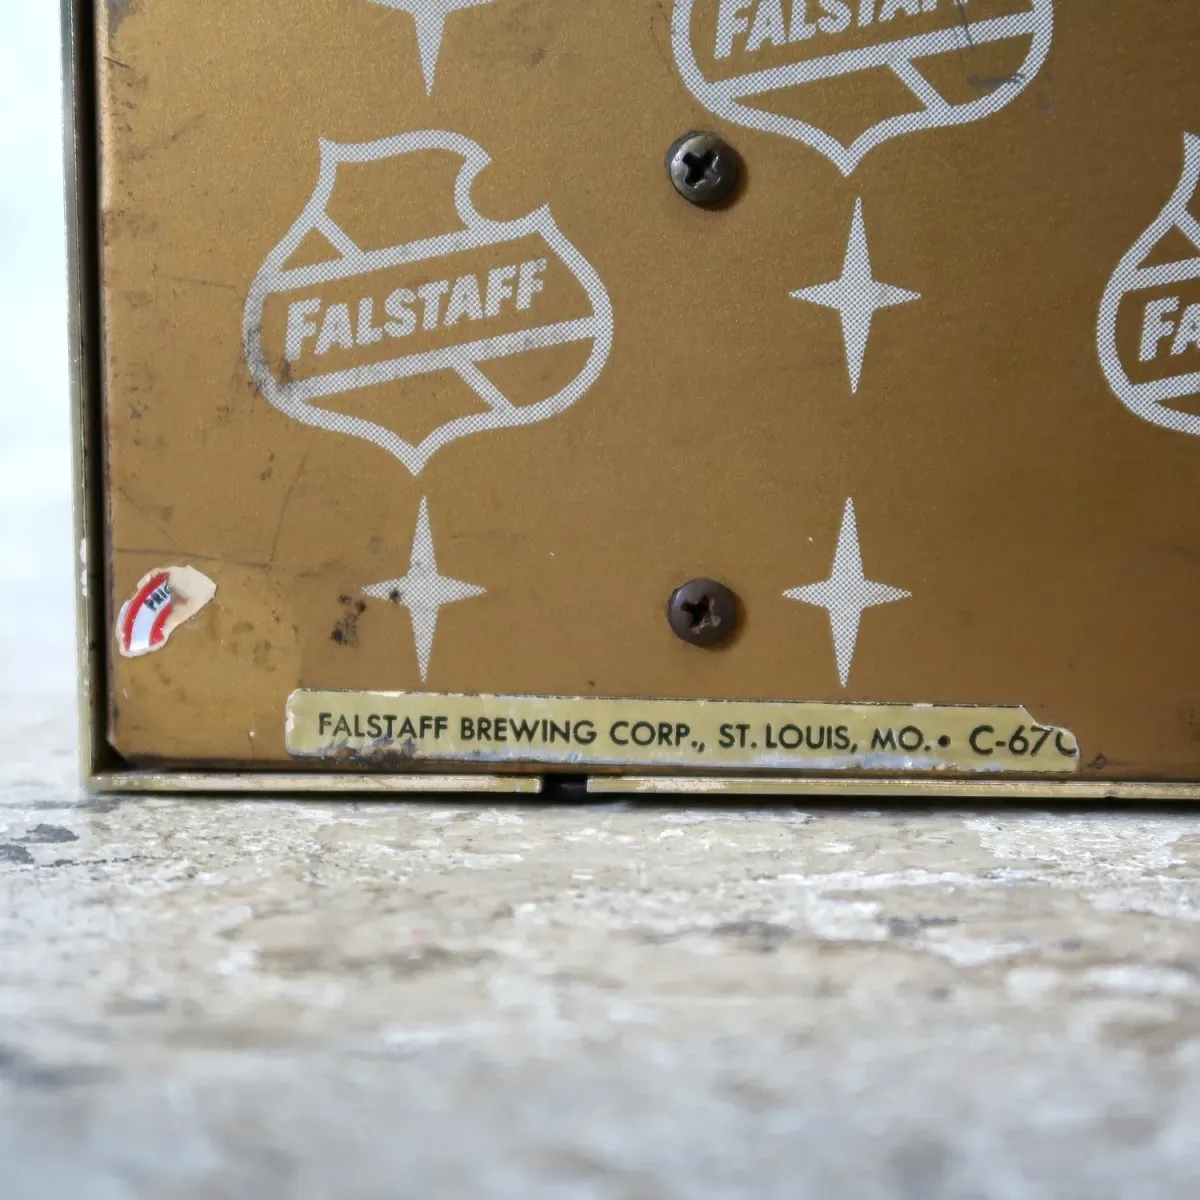 FALSTAFF
FALSTAFF
FALSTAFF BREWING CORP., ST. LOUIS, MO. • C-67